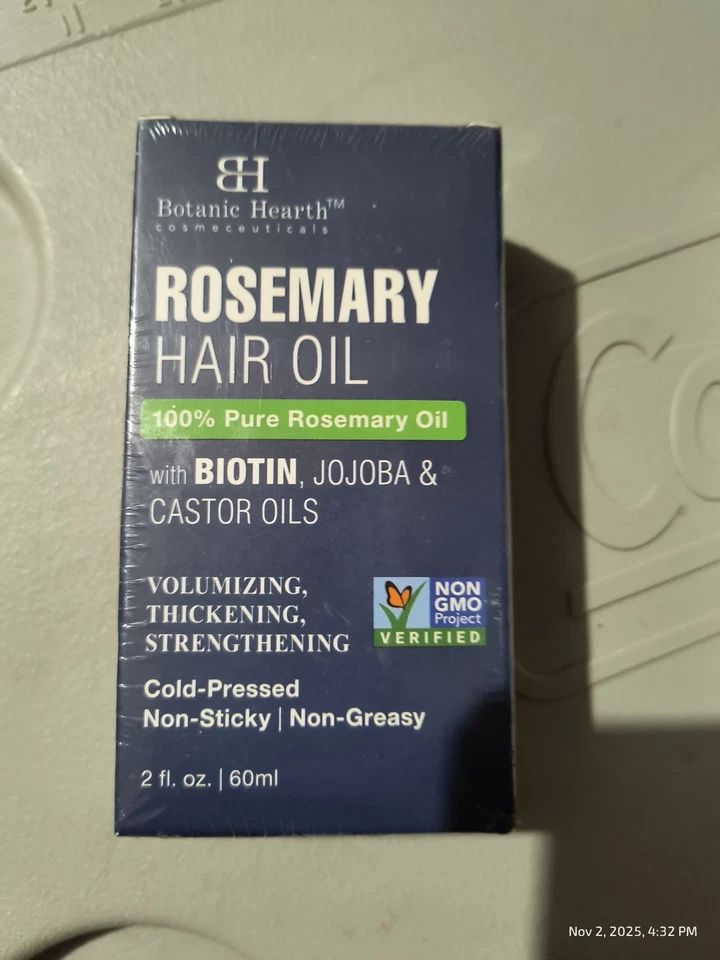 BH
Botanic Hearth™
cosmeceuticals
ROSEMARY
HAIR OIL
100% Pure Rosemary Oil
with BIOTIN, JOJOBA &
CASTOR OILS
VOLUMIZING,
THICKENING,
STRENGTHENING
NON
GMO
Project
VERIFIED
Cold-Pressed
Non-Sticky | Non-Greasy
2 fl. oz. | 60ml
Nov 2, 2025, 4:32 PM